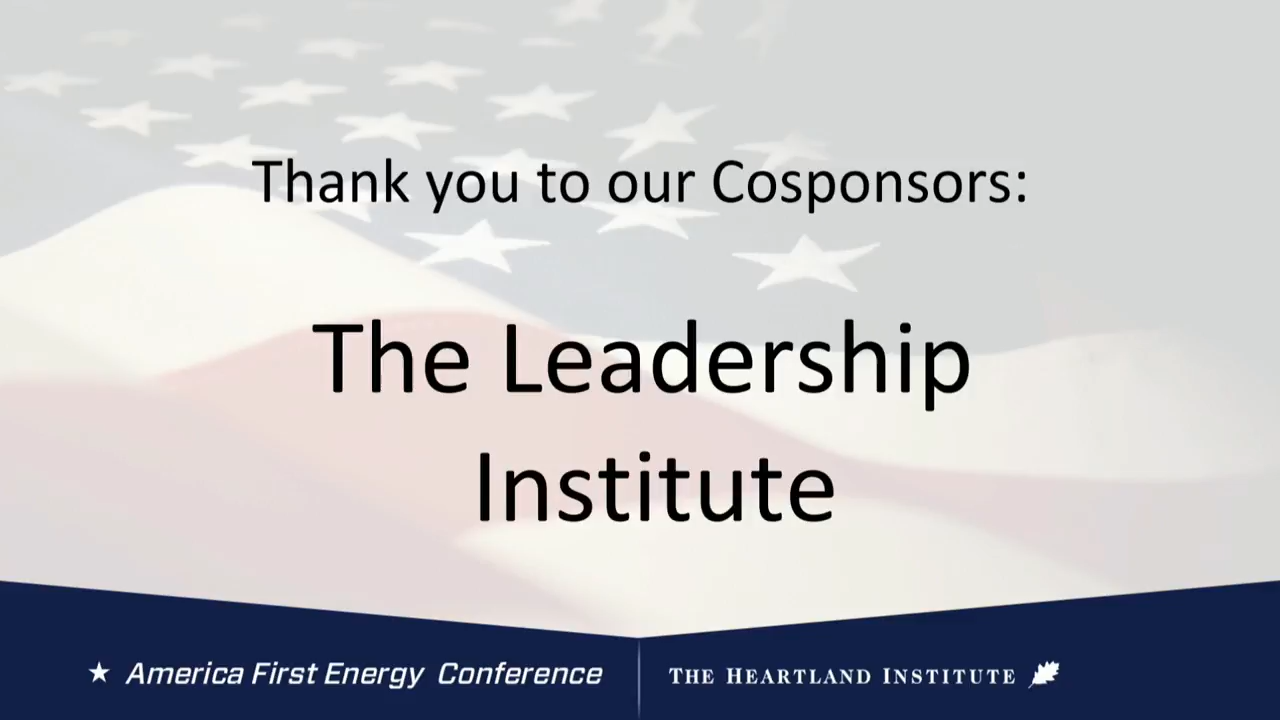 Thank you to our Cosponsors:
The Leadership
Institute
America First Energy Conference
THE HEARTLAND INSTITUTE